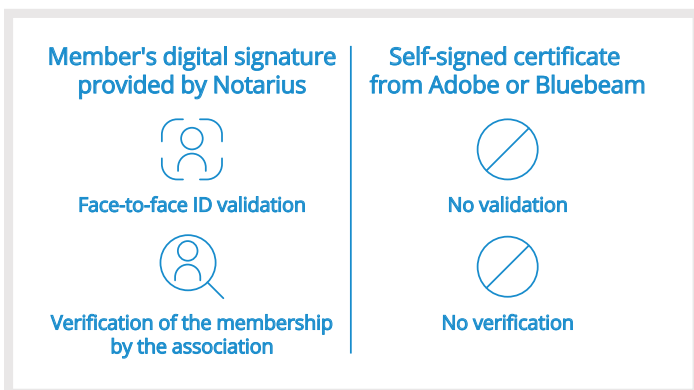 Member's digital signature
provided by Notarius
Face-to-face ID validation
Verification of the membership
by the association
Self-signed certificate
from Adobe or Bluebeam
No validation
No verification